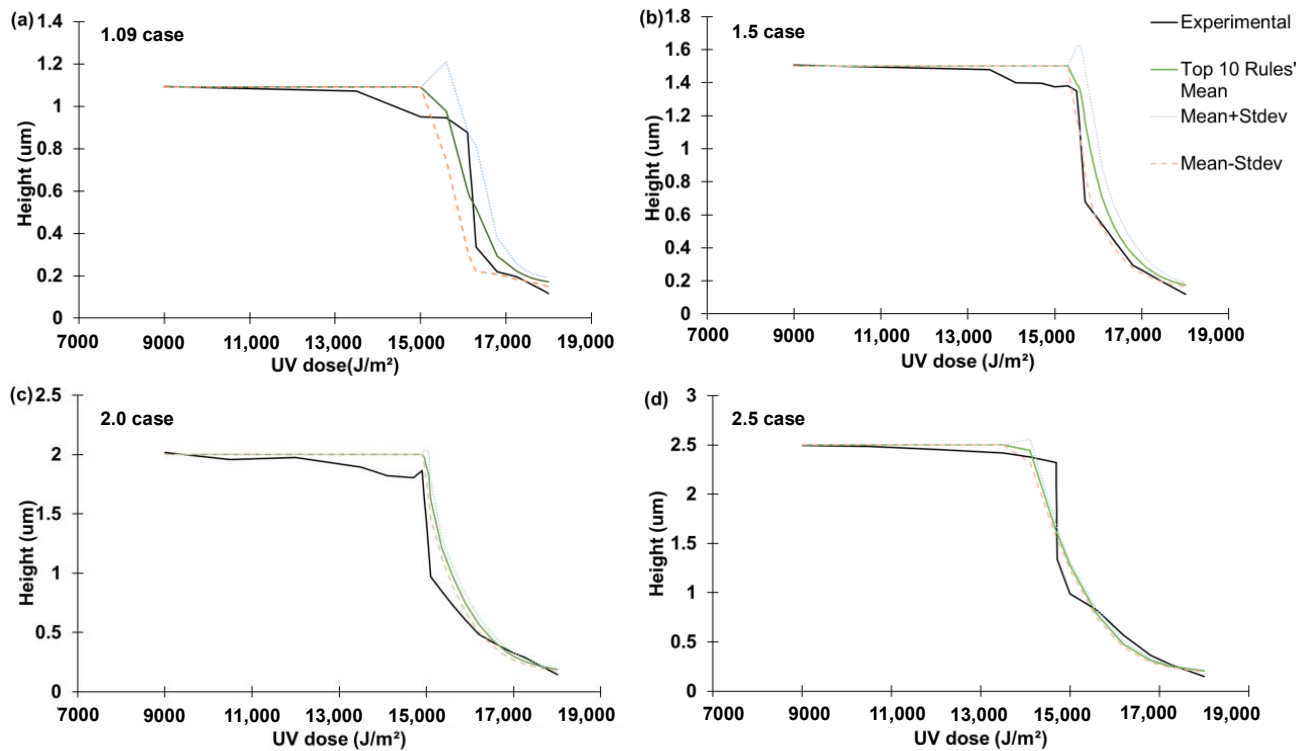 (a)
1.09 case
Height (um)
1.4
1.2
1
0.8
0.6
0.4
0.2
0
7000 9000 11,000 13,000 15,000 17,000 19,000
UV dose(J/m²)
(b)
1.5 case
Height (um)
1.8
1.6
1.4
1.2
1
0.8
0.6
0.4
0.2
0
7000 9000 11,000 13,000 15,000 17,000 19,000
UV dose (J/m²)
Experimental
Top 10 Rules'
Mean
Mean+Stdev
Mean-Stdev
(c)
2.0 case
Height (um)
2.5
2
1.5
1
0.5
0
7000 9000 11,000 13,000 15,000 17,000 19,000
UV dose (J/m²)
(d)
2.5 case
Height (um)
3
2.5
2
1.5
1
0.5
0
7000 9000 11,000 13,000 15,000 17,000 19,000
UV dose (J/m²)